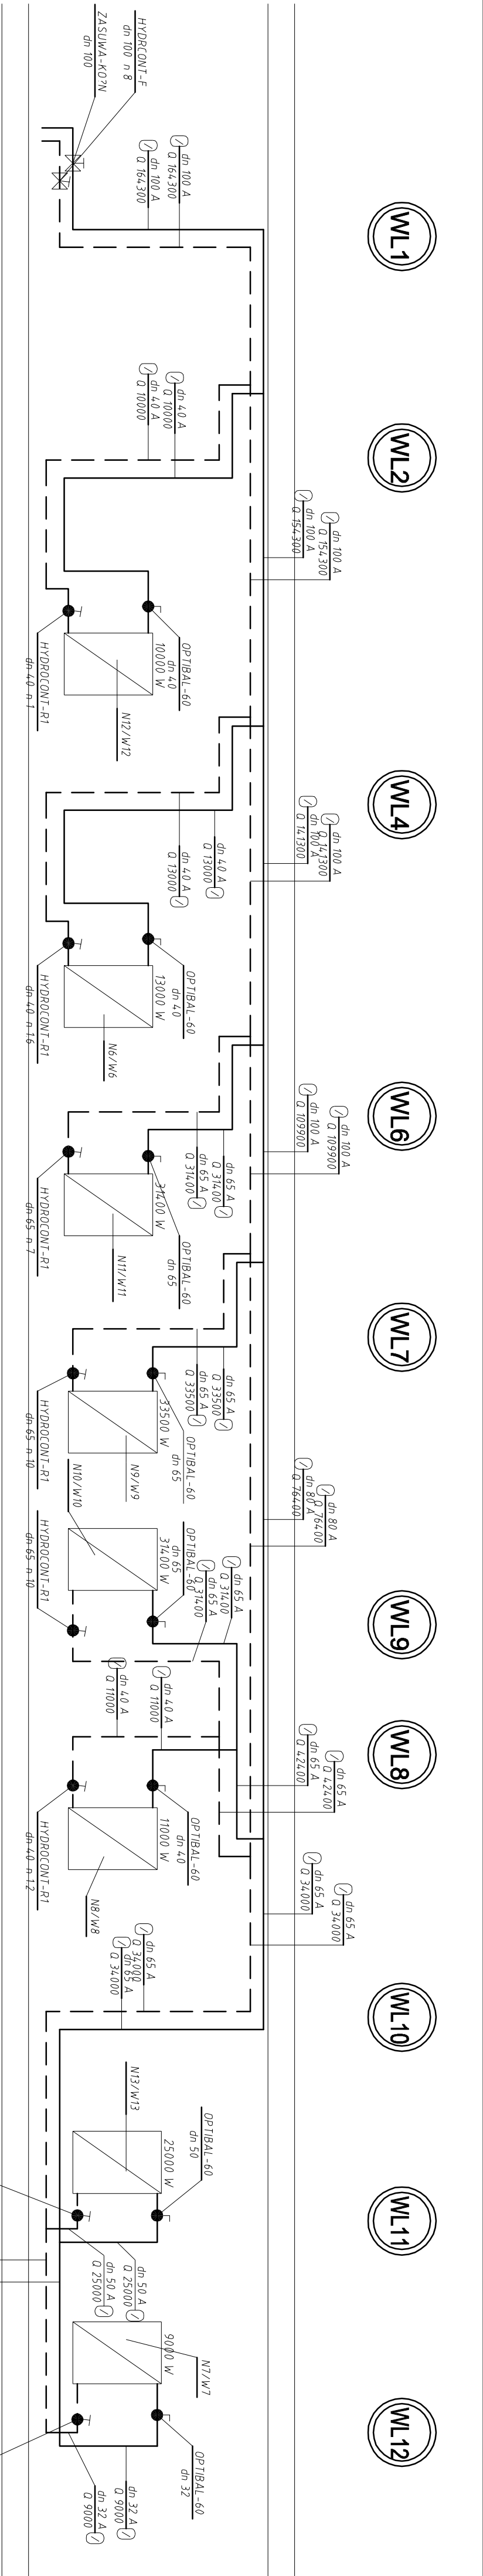 WL1
WL2
WL4
WL6
WL7
WL9
WL8
WL10
WL11
WL12
HYDRCONT-F
dn 100 n 8
ZASUWA-KO?N
dn 100
dn 100 A
Q 164300
dn 100 A
Q 164300
dn 40 A
Q 10000
dn 40 A
Q 10000
dn 100 A
Q 154300
dn 100 A
Q 154300
OPTIBAL-60
dn 40
10000 W
HYDROCONT-R1
dn 40 n 1
N12/W12
dn 100 A
Q 141300
dn 100 A
Q 141300
dn 40 A
Q 13000
dn 40 A
Q 13000
OPTIBAL-60
dn 40
13000 W
HYDROCONT-R1
dn 40 n 1.6
N6/W6
dn 100 A
Q 109900
dn 100 A
Q 109900
dn 65 A
Q 31400
dn 65 A
Q 31400
31400 W
OPTIBAL-60
dn 65
HYDROCONT-R1
dn 65 n 7
N11/W11
dn 65 A
Q 33500
dn 65 A
Q 33500
33500 W
OPTIBAL-60
dn 65
HYDROCONT-R1
dn 65 n 10
N9/W9
dn 80 A
Q 76400
dn 80 A
Q 76400
N10/W10
OPTIBAL-60
dn 65
31400 W
HYDROCONT-R1
dn 65 n 10
dn 65 A
Q 31400
dn 65 A
Q 31400
dn 40 A
Q 11000
dn 40 A
Q 11000
dn 65 A
Q 42400
dn 65 A
Q 42400
OPTIBAL-60
dn 40
11000 W
HYDROCONT-R1
dn 40 n 1.2
N8/W8
dn 65 A
Q 34000
dn 65 A
Q 34000
dn 65 A
Q 34000
dn 65 A
Q 34000
N13/W13
25000 W
OPTIBAL-60
dn 50
dn 50 A
Q 25000
dn 50 A
Q 25000
9000 W
N7/W7
OPTIBAL-60
dn 32
dn 32 A
Q 9000
dn 32 A
Q 9000